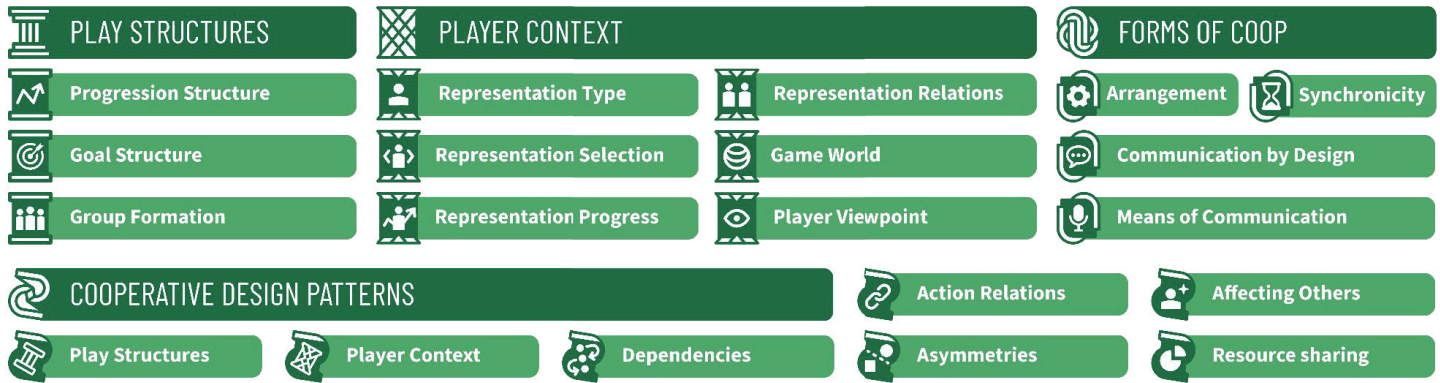 PLAY STRUCTURES
Progression Structure
Goal Structure
Group Formation
PLAYER CONTEXT
Representation Type
Representation Selection
Representation Progress
Representation Relations
Game World
Player Viewpoint
FORMS OF COOP
Arrangement
Synchronicity
Communication by Design
Means of Communication
COOPERATIVE DESIGN PATTERNS
Play Structures
Player Context
Dependencies
Action Relations
Affecting Others
Asymmetries
Resource sharing